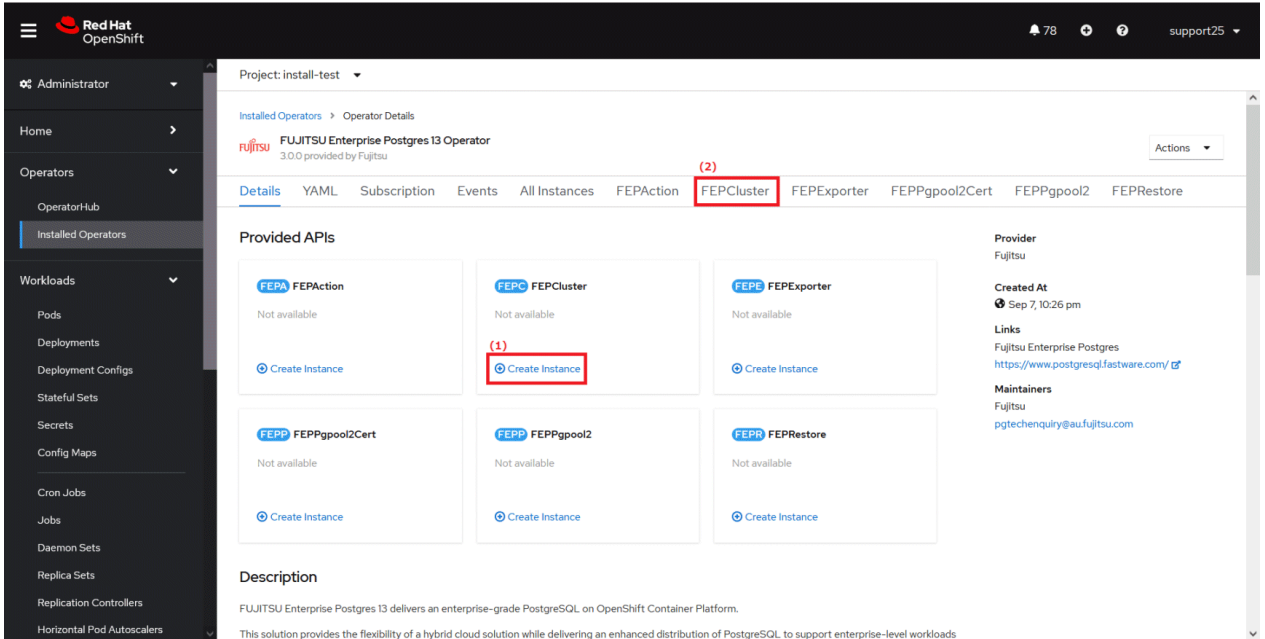 Red Hat
OpenShift
78
support25
Administrator
Home
Operators
OperatorHub
Installed Operators
Workloads
Pods
Deployments
Deployment Configs
Stateful Sets
Secrets
Config Maps
Cron Jobs
Jobs
Daemon Sets
Replica Sets
Replication Controllers
Horizontal Pod Autoscalers
Project: install-test
Installed Operators > Operator Details
FUJITSU
FUJITSU Enterprise Postgres 13 Operator
3.0.0 provided by Fujitsu
Actions
(2)
Details YAML Subscription Events All Instances FEPAction FEPCluster FEPExporter FEPPgpool2Cert FEPPgpool2 FEPRestore
Provided APIs
FEPA FEPAction
Not available
Create Instance
FEPC FEPCluster
Not available
(1)
Create Instance
FEPE FEPExporter
Not available
Create Instance
FEPP FEPPgpool2Cert
Not available
Create Instance
FEPP FEPPgpool2
Not available
Create Instance
FEPR FEPRestore
Not available
Create Instance
Provider
Fujitsu
Created At
Sep 7, 10:26 pm
Links
Fujitsu Enterprise Postgres
https://www.postgresql.fastware.com/
Maintainers
Fujitsu
pgtechenquiry@au.fujitsu.com
Description
FUJITSU Enterprise Postgres 13 delivers an enterprise-grade PostgreSQL on OpenShift Container Platform.
This solution provides the flexibility of a hybrid cloud solution while delivering an enhanced distribution of PostgreSQL to support enterprise-level workloads